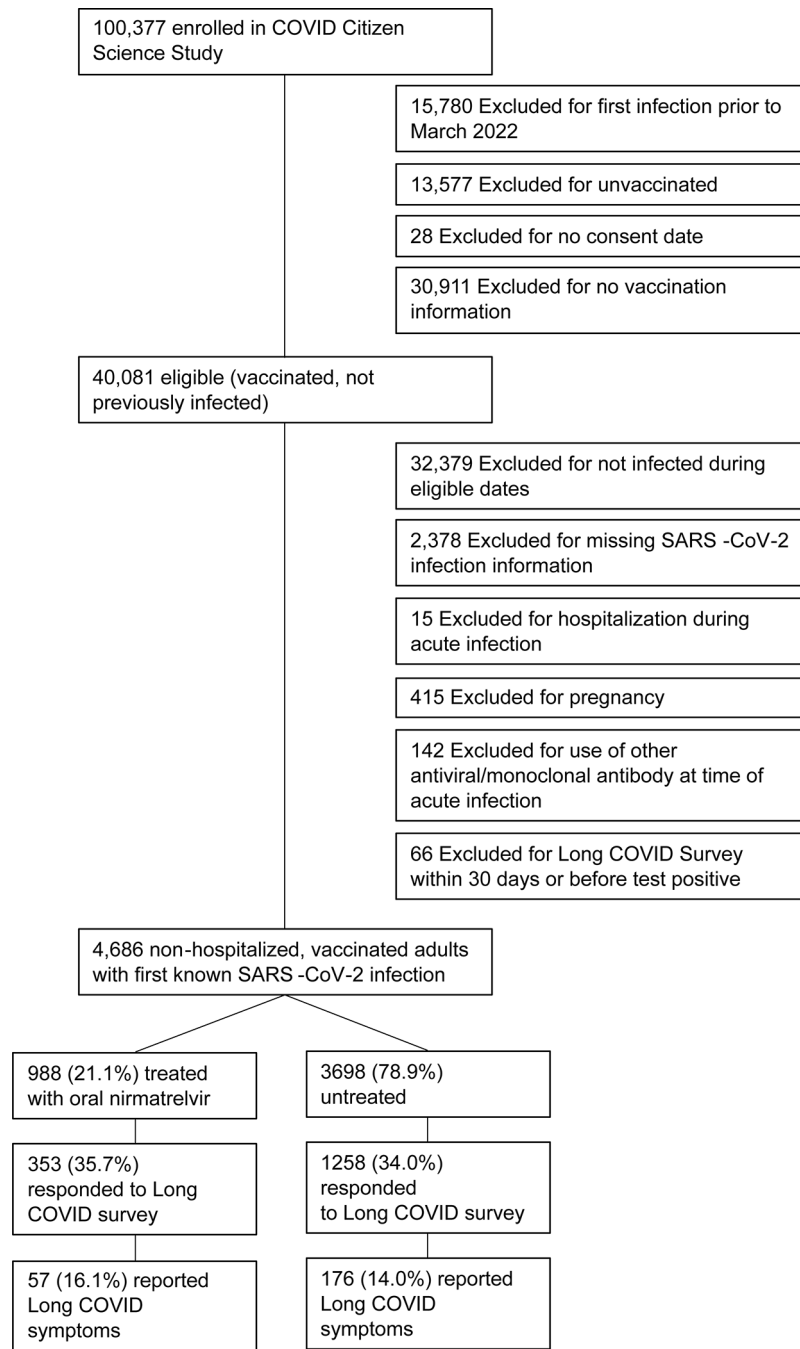 100,377 enrolled in COVID Citizen
Science Study
15,780 Excluded for first infection prior to
March 2022
13,577 Excluded for unvaccinated
28 Excluded for no consent date
30,911 Excluded for no vaccination
information
40,081 eligible (vaccinated, not
previously infected)
32,379 Excluded for not infected during
eligible dates
2,378 Excluded for missing SARS -CoV-2
infection information
15 Excluded for hospitalization during
acute infection
415 Excluded for pregnancy
142 Excluded for use of other
antiviral/monoclonal antibody at time of
acute infection
66 Excluded for Long COVID Survey
within 30 days or before test positive
4,686 non-hospitalized, vaccinated adults
with first known SARS -CoV-2 infection
988 (21.1%) treated
with oral nirmatrelvir
3698 (78.9%)
untreated
353 (35.7%)
responded to Long
COVID survey
1258 (34.0%)
responded
to Long COVID survey
57 (16.1%) reported
Long COVID
symptoms
176 (14.0%) reported
Long COVID
symptoms